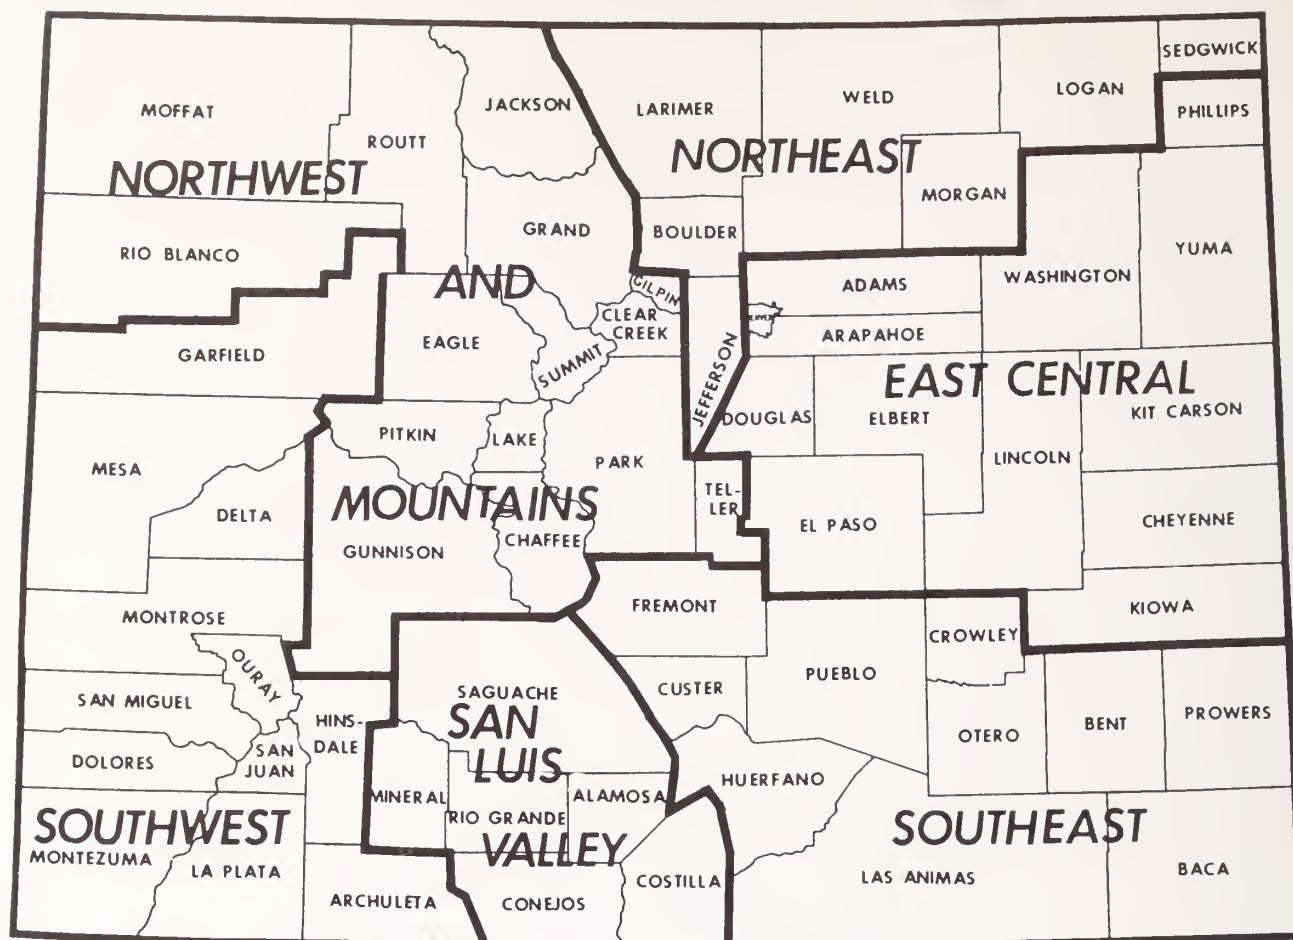 SEDGWICK
LOGAN
WELD
MOFFAT
JACKSON
LARIMER
PHILLIPS
ROUTT
NORTHEAST
NORTHWEST
MORGAN
GRAND
BOULDER
YUMA
RIO BLANCO
WASHINGTON
AND
ADAMS
GILPIN
CLEAR
CREEK
DENVER
ARAPAHOE
EAGLE
GARFIELD
SUMMIT
JEFFERSON
EAST CENTRAL
DOUGLAS
ELBERT
KIT CARSON
PITKIN
LAKE
PARK
LINCOLN
MESA
TEL-
LER
MOUNTAINS
DELTA
EL PASO
CHEYENNE
CHAFFEE
GUNNISON
FREMONT
KIOWA
MONTROSE
CROWLEY
OURAY
PUEBLO
SAGUACHE
CUSTER
SAN MIGUEL
HINS-
DALE
SAN
LUIS
VALLEY
PROWERS
BENT
OTERO
DOLORES
SAN
JUAN
HUERFANO
MINERAL
ALAMOSA
RIO GRANDE
SOUTHWEST
SOUTHEAST
MONTEZUMA
LA PLATA
COSTILLA
LAS ANIMAS
BACA
ARCHULETA
CONEJOS